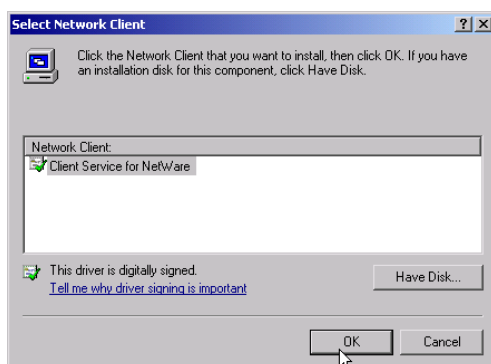 Select Network Client
Click the Network Client that you want to install, then click OK. If you have
an installation disk for this component, click Have Disk.
Network Client:
Client Service for NetWare
This driver is digitally signed.
Tell me why driver signing is important
Have Disk...
OK
Cancel